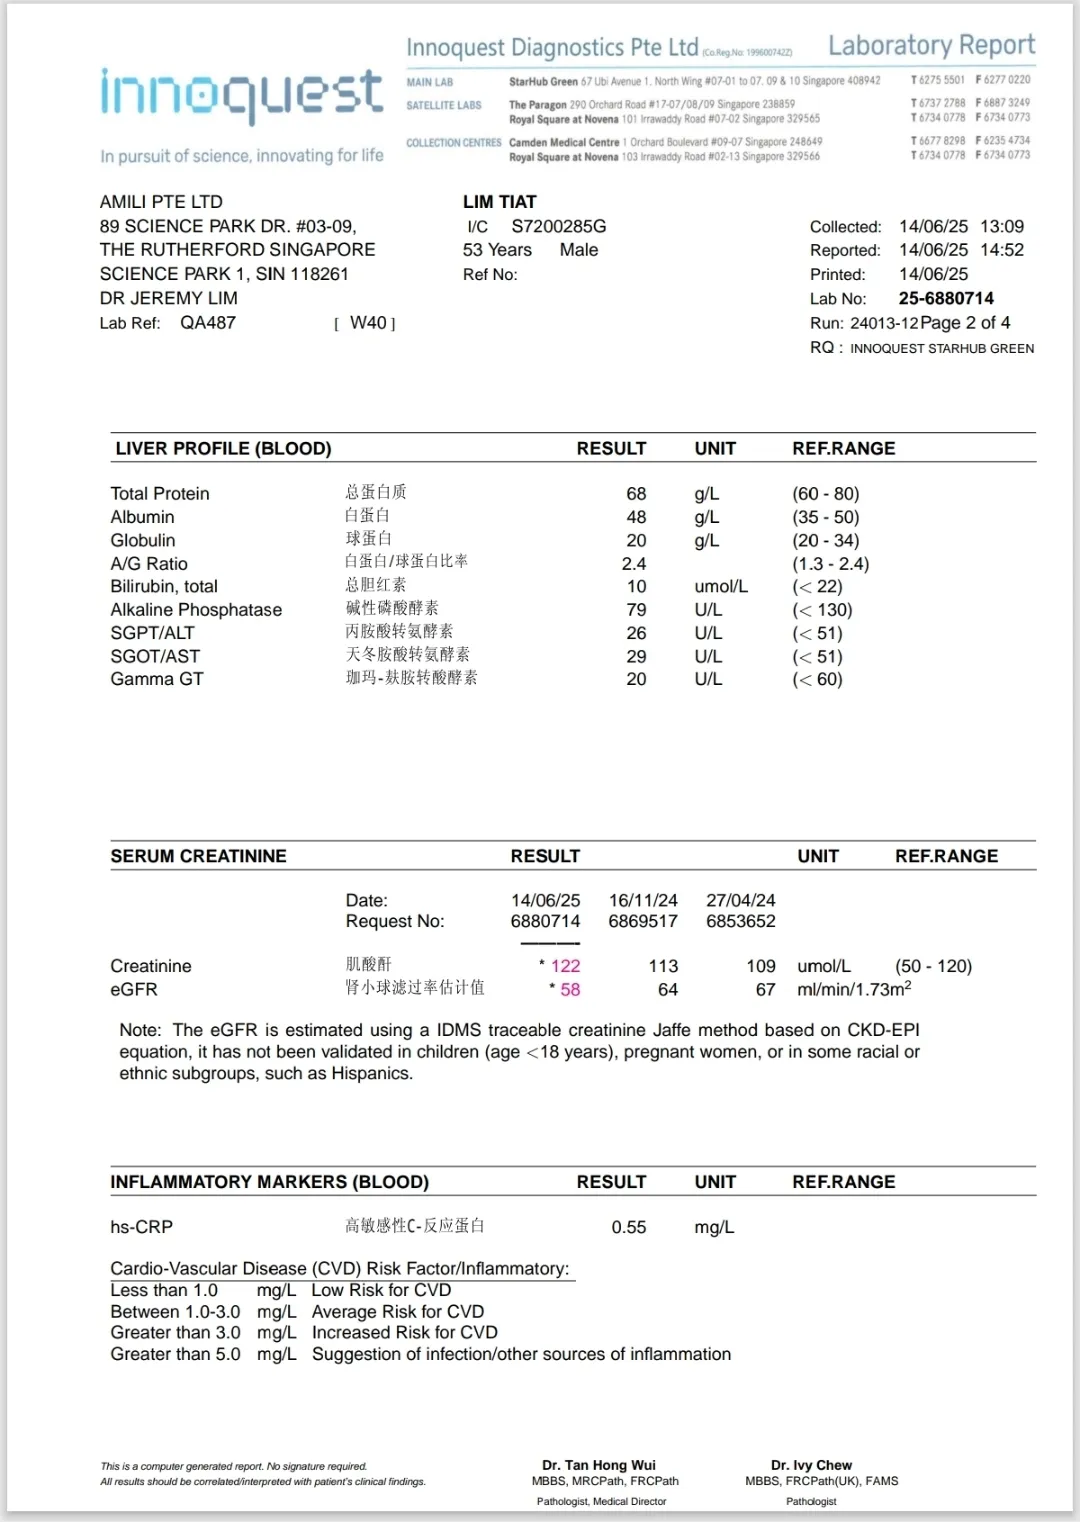 Innoquest Diagnostics Pte Ltd (Co.Reg.No: 199600742Z) Laboratory Report
innoquest
In pursuit of science, innovating for life
MAIN LAB StarHub Green 67 Ubi Avenue 1. North Wing #07-01 to 07. 09 & 10 Singapore 408942 T 6275 5501 F 6277 0220
SATELLITE LABS The Paragon 290 Orchard Road #17-07/08/09 Singapore 238859 T 6737 2788 F 6887 3249
Royal Square at Novena 101 Irrawaddy Road #07-02 Singapore 329565 T 6734 0778 F 6734 0773
COLLECTION CENTRES Camden Medical Centre 1 Orchard Boulevard #09-07 Singapore 248649 T 6677 8298 F 6235 4734
Royal Square at Novena 103 Irrawaddy Road #02-13 Singapore 329566 T 6734 0778 F 6734 0773
AMILI PTE LTD LIM TIAT
89 SCIENCE PARK DR. #03-09, I/C S7200285G Collected: 14/06/25 13:09
THE RUTHERFORD SINGAPORE 53 Years Male Reported: 14/06/25 14:52
SCIENCE PARK 1, SIN 118261 Ref No: Printed: 14/06/25
DR JEREMY LIM Lab No: 25-6880714
Lab Ref: QA487 [ W40 ] Run: 24013-12 Page 2 of 4
RQ : INNOQUEST STARHUB GREEN
LIVER PROFILE (BLOOD) RESULT UNIT REF.RANGE
Total Protein 总蛋白质 68 g/L (60 - 80)
Albumin 白蛋白 48 g/L (35 - 50)
Globulin 球蛋白 20 g/L (20 - 34)
A/G Ratio 白蛋白/球蛋白比率 2.4 (1.3 - 2.4)
Bilirubin, total 总胆红素 10 umol/L (< 22)
Alkaline Phosphatase 碱性磷酸酵素 79 U/L (< 130)
SGPT/ALT 丙胺酸转氨酵素 26 U/L (< 51)
SGOT/AST 天冬胺酸转氨酵素 29 U/L (< 51)
Gamma GT 珈玛-麸胺转酸酵素 20 U/L (< 60)
SERUM CREATININE RESULT UNIT REF.RANGE
Date: 14/06/25 16/11/24 27/04/24
Request No: 6880714 6869517 6853652
Creatinine 肌酸酐 * 122 113 109 umol/L (50 - 120)
eGFR 肾小球滤过率估计值 * 58 64 67 ml/min/1.73m²
Note: The eGFR is estimated using a IDMS traceable creatinine Jaffe method based on CKD-EPI
equation, it has not been validated in children (age <18 years), pregnant women, or in some racial or
ethnic subgroups, such as Hispanics.
INFLAMMATORY MARKERS (BLOOD) RESULT UNIT REF.RANGE
hs-CRP 高敏感性C-反应蛋白 0.55 mg/L
Cardio-Vascular Disease (CVD) Risk Factor/Inflammatory:
Less than 1.0 mg/L Low Risk for CVD
Between 1.0-3.0 mg/L Average Risk for CVD
Greater than 3.0 mg/L Increased Risk for CVD
Greater than 5.0 mg/L Suggestion of infection/other sources of inflammation
This is a computer generated report. No signature required. Dr. Tan Hong Wui Dr. Ivy Chew
All results should be correlated/interpreted with patient's clinical findings. MBBS, MRCPath, FRCPath MBBS, FRCPath(UK), FAMS
Pathologist, Medical Director Pathologist